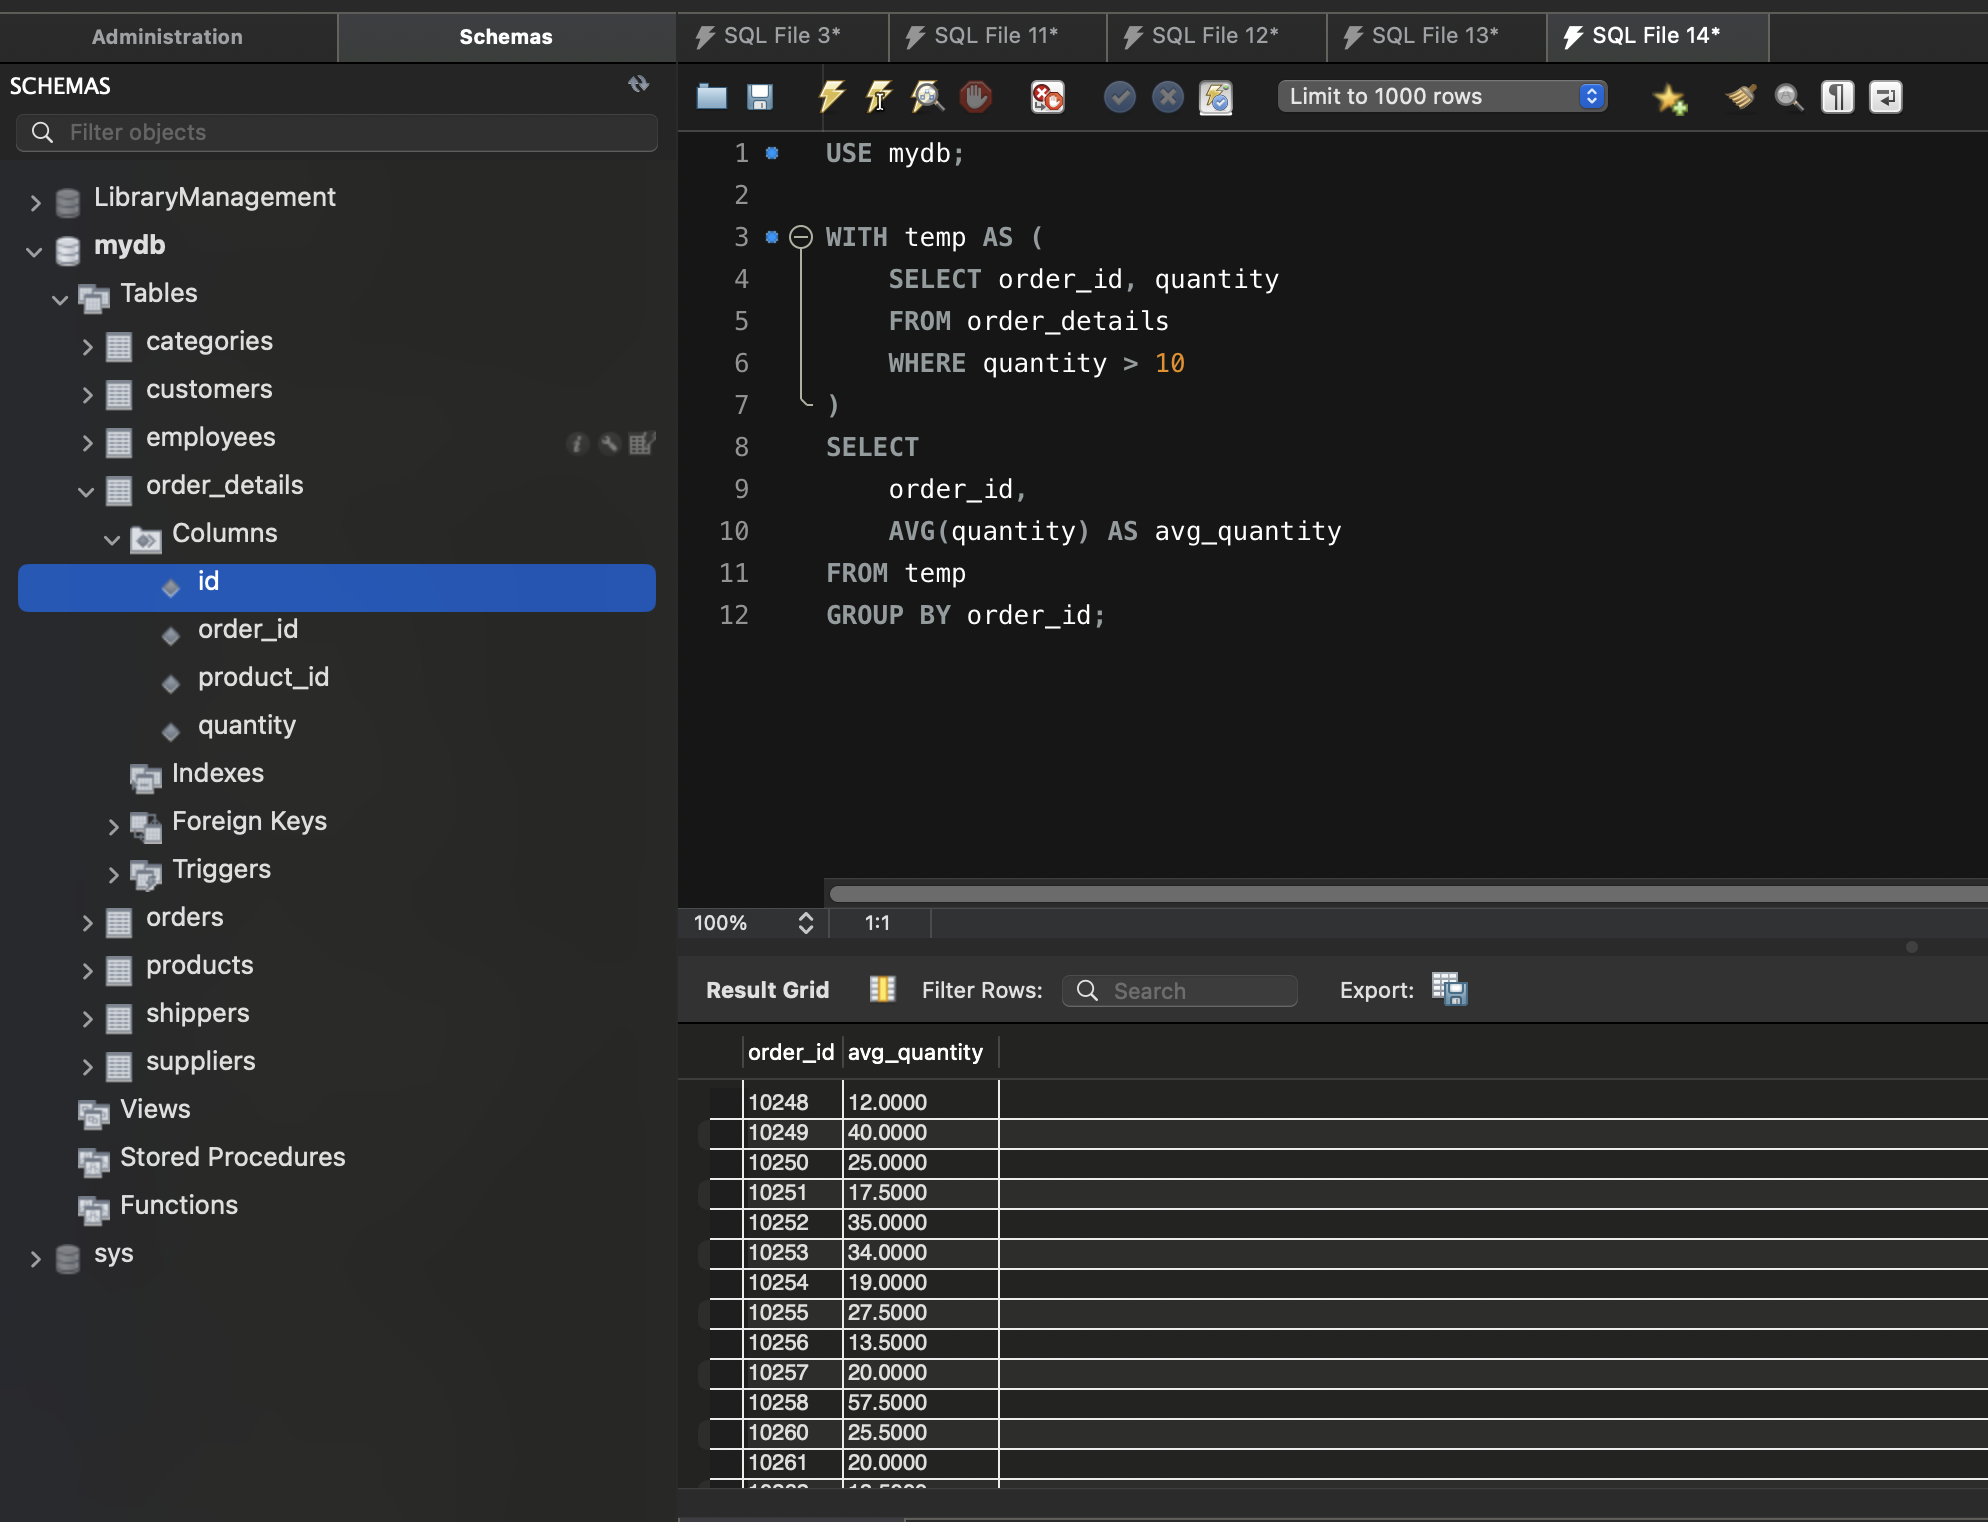 Administration
Schemas
SCHEMAS
Filter objects
LibraryManagement
mydb
Tables
categories
customers
employees
order_details
Columns
id
order_id
product_id
quantity
Indexes
Foreign Keys
Triggers
orders
products
shippers
suppliers
Views
Stored Procedures
Functions
sys
SQL File 3*
SQL File 11*
SQL File 12*
SQL File 13*
SQL File 14*
Limit to 1000 rows
1 USE mydb;
2
3 WITH temp AS (
4 SELECT order_id, quantity
5 FROM order_details
6 WHERE quantity > 10
7 )
8 SELECT
9 order_id,
10 AVG(quantity) AS avg_quantity
11 FROM temp
12 GROUP BY order_id;
100% 1:1
Result Grid Filter Rows: Search Export:
order_id avg_quantity
10248 12.0000
10249 40.0000
10250 25.0000
10251 17.5000
10252 35.0000
10253 34.0000
10254 19.0000
10255 27.5000
10256 13.5000
10257 20.0000
10258 57.5000
10260 25.5000
10261 20.0000